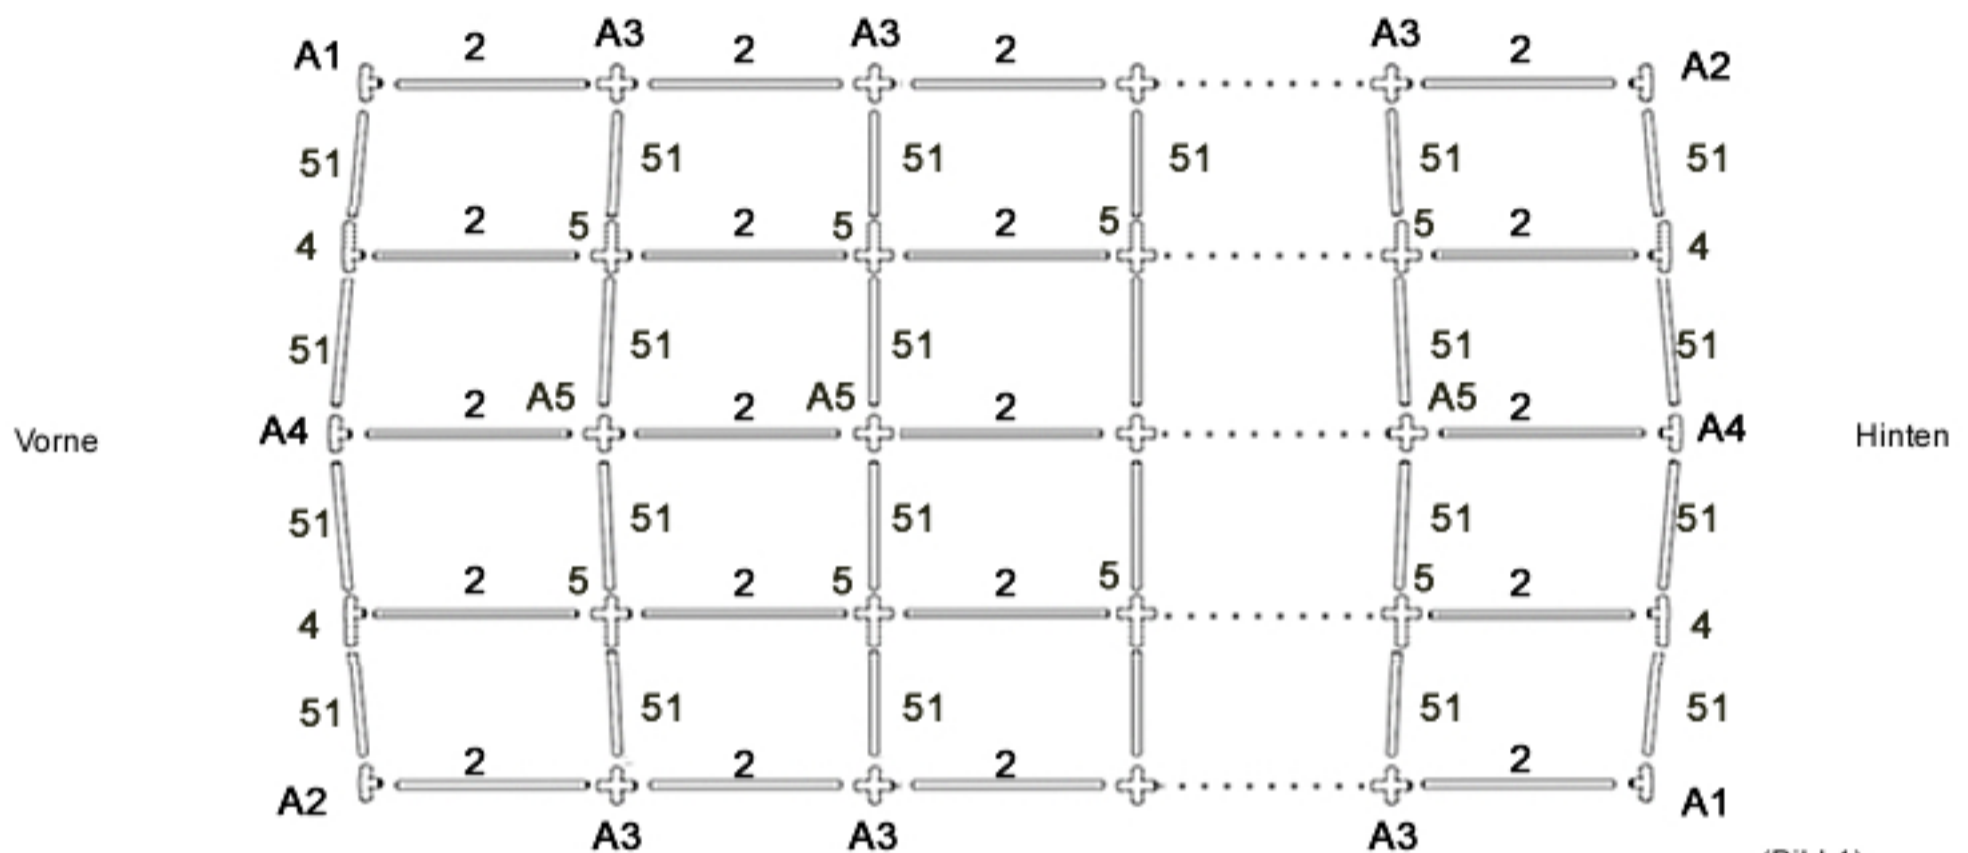 A1 2 A3 2 A3 2 A3 2 A2
51 51 51 51 51 51
4 2 5 2 5 2 5 5 2 4
51 51 51 51 51
Vorne A4 2 A5 2 A5 2 A5 2 A4 Hinten
51 51 51 51 51
4 2 5 2 5 2 5 5 2 4
51 51 51 51 51
A2 2 2 2 2 A1
A3 A3 A3